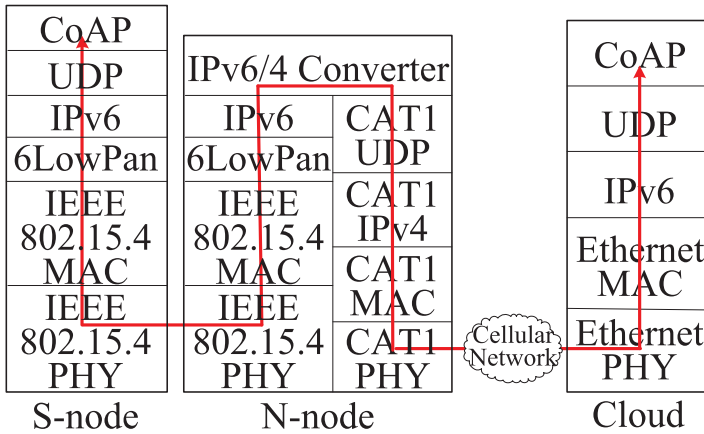 CoAP
UDP
IPv6
6LowPan
IEEE
802.15.4
MAC
IEEE
802.15.4
PHY
S-node
IPv6/4 Converter
IPv6
6LowPan
IEEE
802.15.4
MAC
IEEE
802.15.4
PHY
CAT1
UDP
CAT1
IPv4
CAT1
MAC
CAT1
PHY
N-node
Cellular
Network
CoAP
UDP
IPv6
Ethernet
MAC
Ethernet
PHY
Cloud